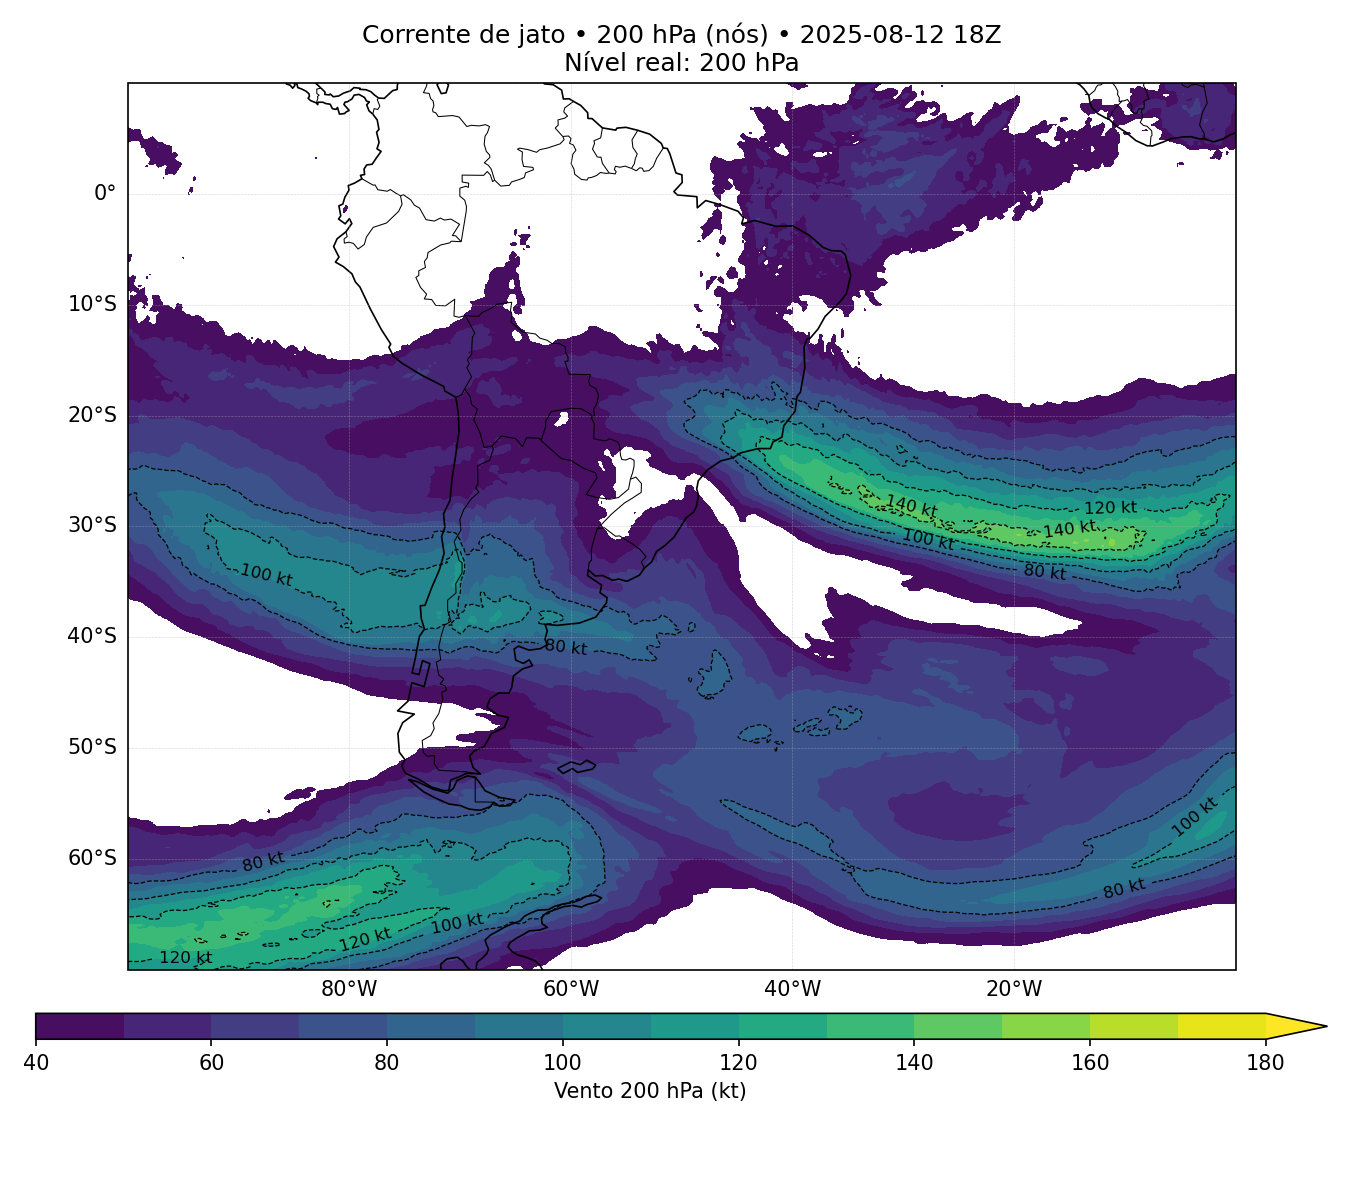 Corrente de jato • 200 hPa (nós) • 2025-08-12 18Z
Nível real: 200 hPa
0°
10°S
20°S
30°S
40°S
50°S
60°S
140 kt
120 kt
140 kt
100 kt
80 kt
100 kt
80 kt
80 kt
100 kt
80 kt
100 kt
120 kt
120 kt
80°W
60°W
40°W
20°W
40
60
80
100
120
140
160
180
Vento 200 hPa (kt)